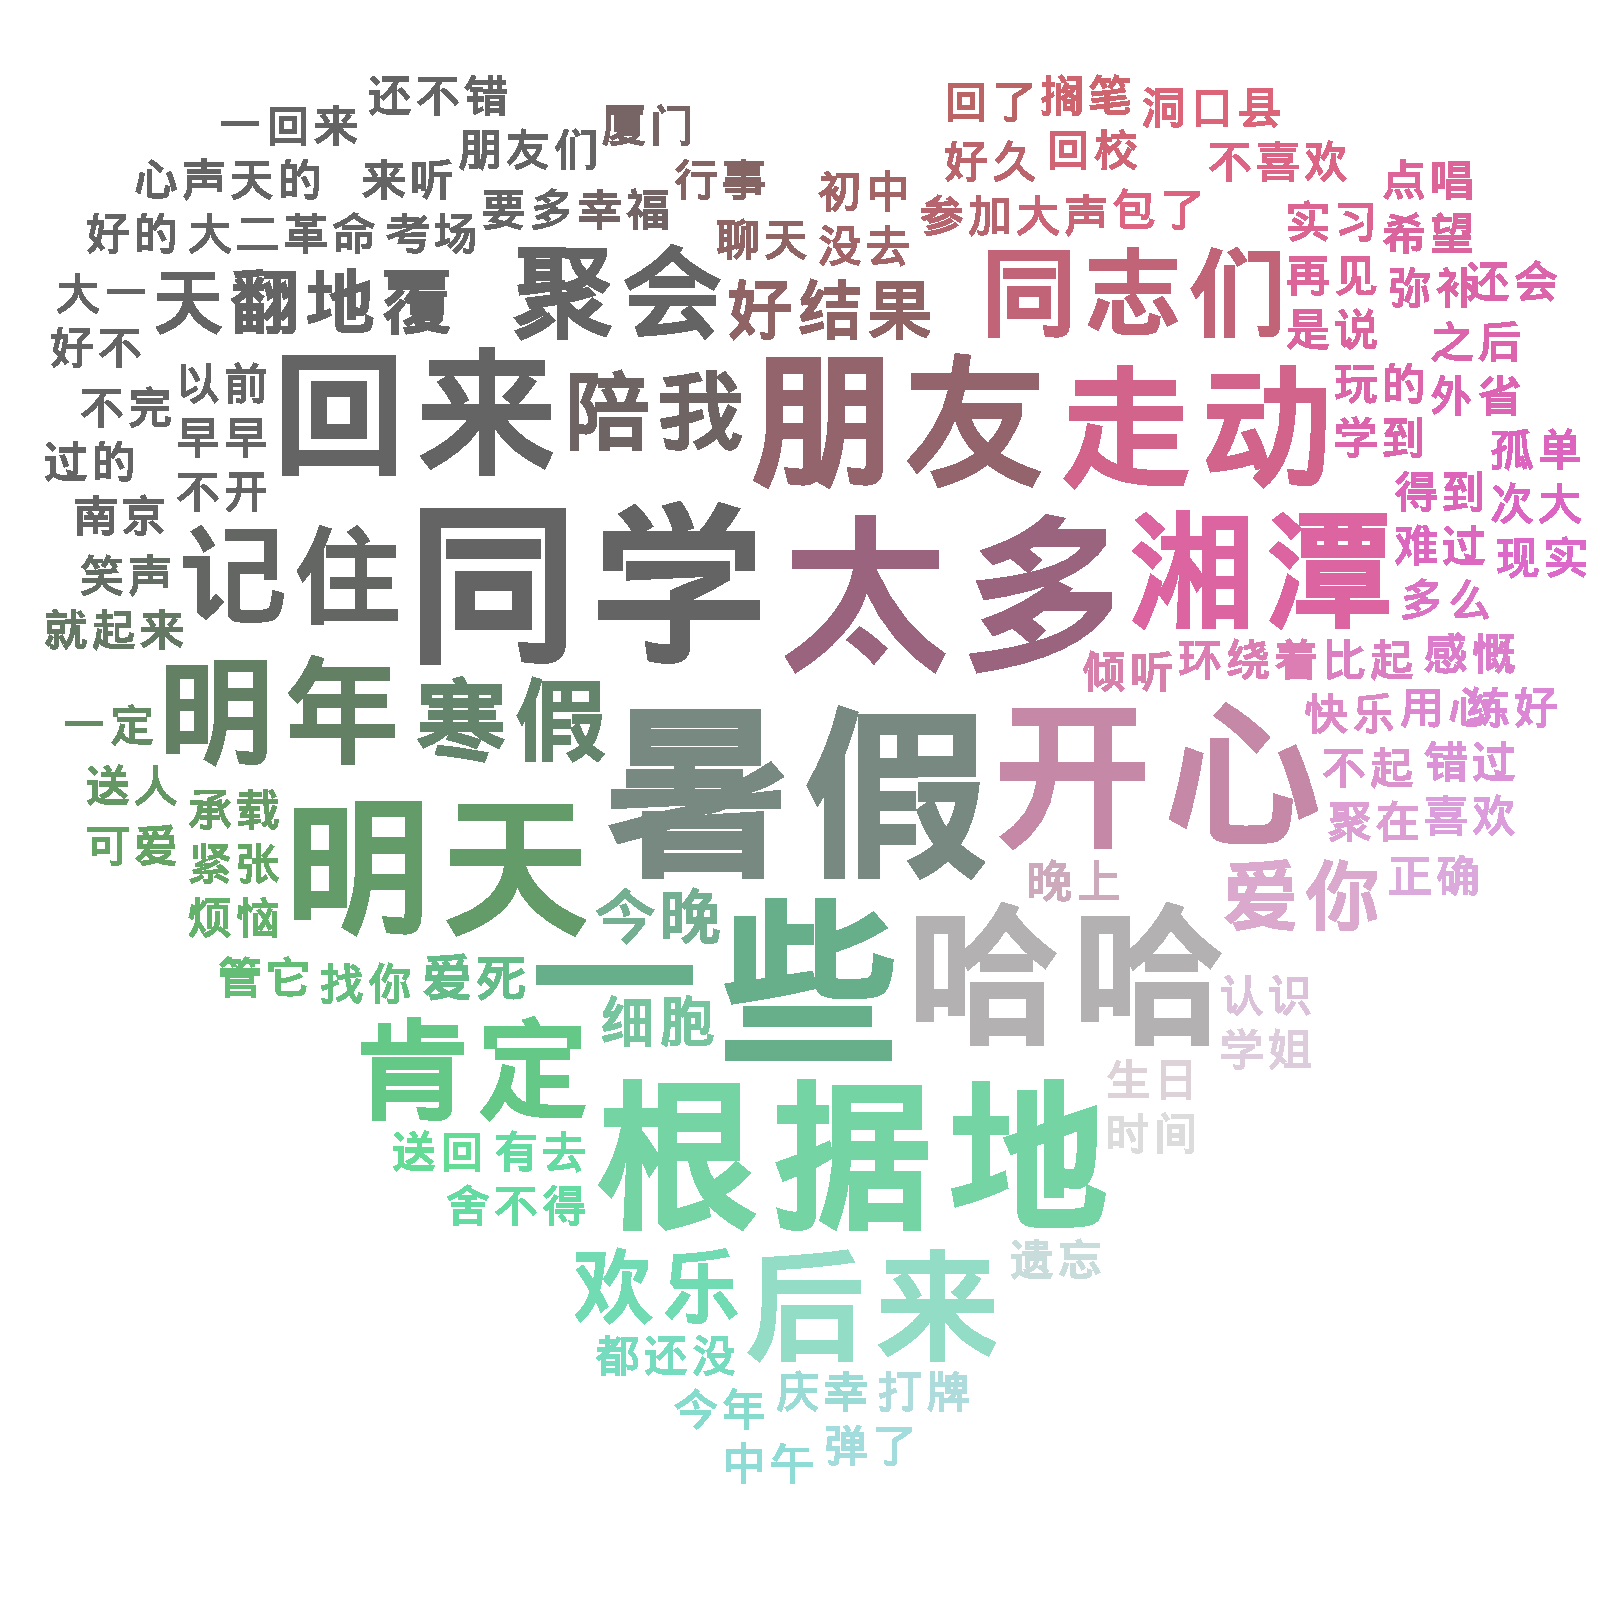 还不错
一回来
厦门
朋友们
回了 搁笔 洞口县
好久 回校 不喜欢
心声 天的 来听 行事 初中 点唱
好的 大二 革命 考场 要多 幸福 聊天 没去 参加 大声 包了 实习 希望
大一 天翻地覆 聚会 好结果 同志们 再见 弥补 还会
好不 是说 之后
不完 以前 回来 陪我 朋友 走动 玩的 外省
过的 早早 学到 孤单
南京 不开 得到 次大
笑声 记住 同学 太多 湘潭 难过 现实
就起来 多么
倾听 环绕着 比起 感慨
一定 明年 寒假 快乐 用心 练好
送人 承载 暑假 开心 不起 错过
可爱 紧张 明天 聚在 喜欢
烦恼 今晚 晚上 爱你 正确
管它 找你 爱死 一些 哈哈 认识
细胞 学姐
肯定 生日
送回 有去 根据地 时间
舍不得
欢乐 后来 遗忘
都还没
今年 庆幸 打牌
中午 弹了